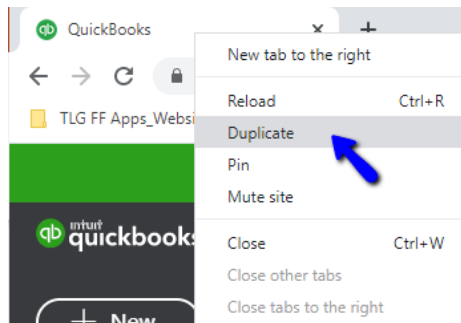 QuickBooks
New tab to the right
Reload Ctrl+R
TLG FF Apps_Websi
Duplicate
Pin
Mute site
intuit
quickbooks
Close Ctrl+W
Close other tabs
Close tabs to the right
New